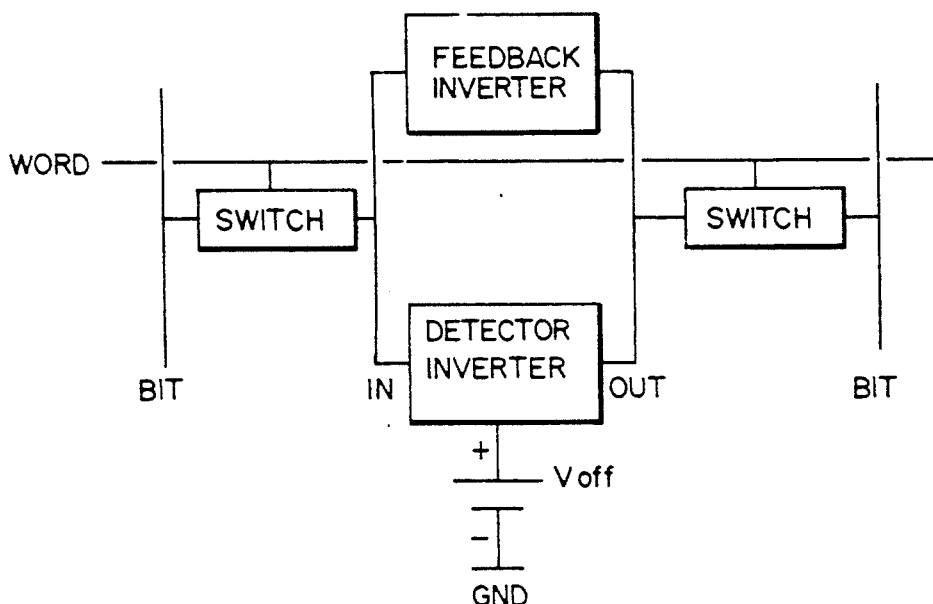 FEEDBACK
INVERTER
WORD
SWITCH
SWITCH
DETECTOR
INVERTER
BIT
IN
OUT
BIT
+
Voff
-
GND